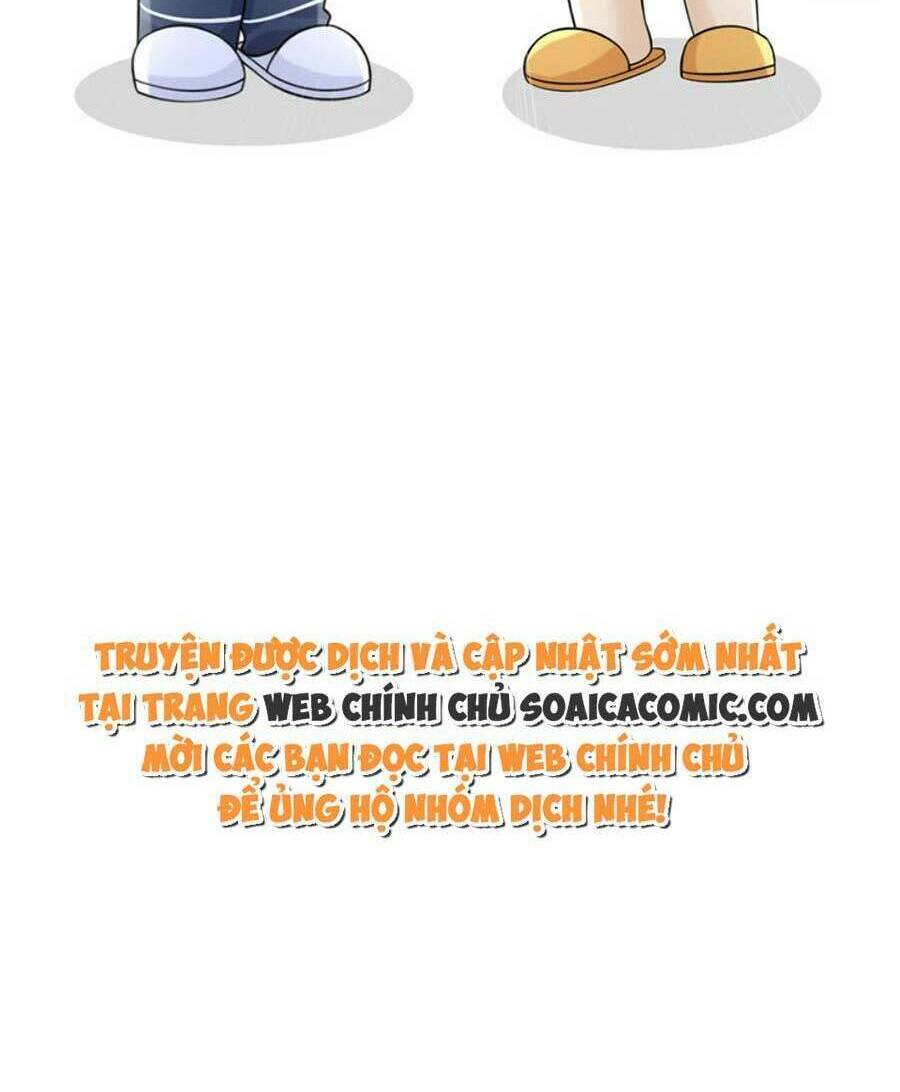 TRUYỆN ĐƯỢC DỊCH VÀ CẬP NHẬT SỚM NHẤT
TẠI TRANG WEB CHÍNH CHỦ SOAICACOMIC.COM
MỜI CÁC BẠN ĐỌC TẠI WEB CHÍNH CHỦ
ĐỂ ỦNG HỘ NHÓM DỊCH NHÉ!